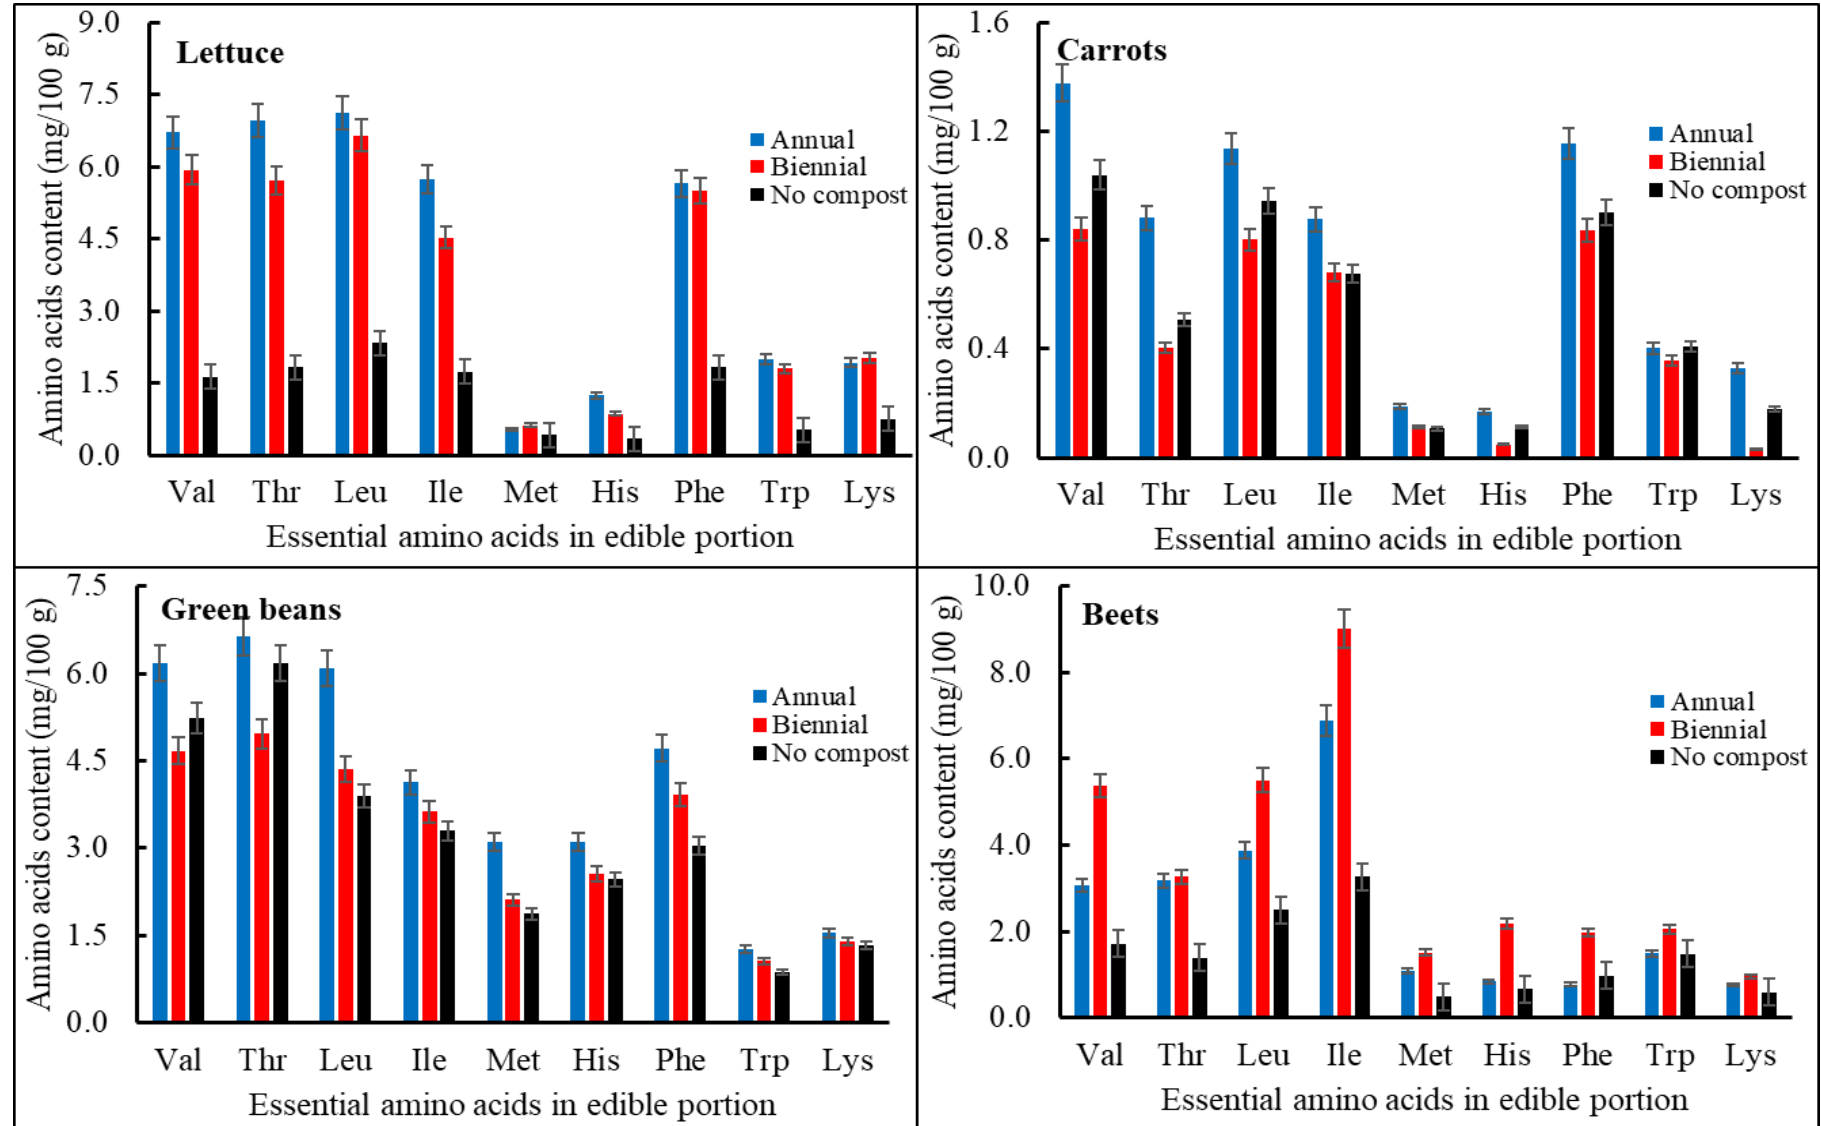 Lettuce
Amino acids content (mg/100 g)
9.0
7.5
6.0
4.5
3.0
1.5
0.0
Annual
Biennial
No compost
Val Thr Leu Ile Met His Phe Trp Lys
Essential amino acids in edible portion
Carrots
Amino acids content (mg/100 g)
1.6
1.2
0.8
0.4
0.0
Annual
Biennial
No compost
Val Thr Leu Ile Met His Phe Trp Lys
Essential amino acids in edible portion
Green beans
Amino acids content (mg/100 g)
7.5
6.0
4.5
3.0
1.5
0.0
Annual
Biennial
No compost
Val Thr Leu Ile Met His Phe Trp Lys
Essential amino acids in edible portion
Beets
Amino acids content (mg/100 g)
10.0
8.0
6.0
4.0
2.0
0.0
Annual
Biennial
No compost
Val Thr Leu Ile Met His Phe Trp Lys
Essential amino acids in edible portion